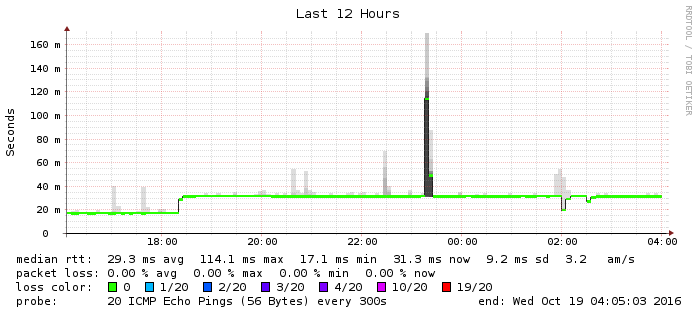 Last 12 Hours
RRDTOOL / TOBI OETIKER
Seconds
160 m
140 m
120 m
100 m
80 m
60 m
40 m
20 m
0
18:00 20:00 22:00 00:00 02:00 04:00
median rtt: 29.3 ms avg 114.1 ms max 17.1 ms min 31.3 ms now 9.2 ms sd 3.2 am/s
packet loss: 0.00 % avg 0.00 % max 0.00 % min 0.00 % now
loss color: 0 1/20 2/20 3/20 4/20 10/20 19/20
probe: 20 ICMP Echo Pings (56 Bytes) every 300s end: Wed Oct 19 04:05:03 2016